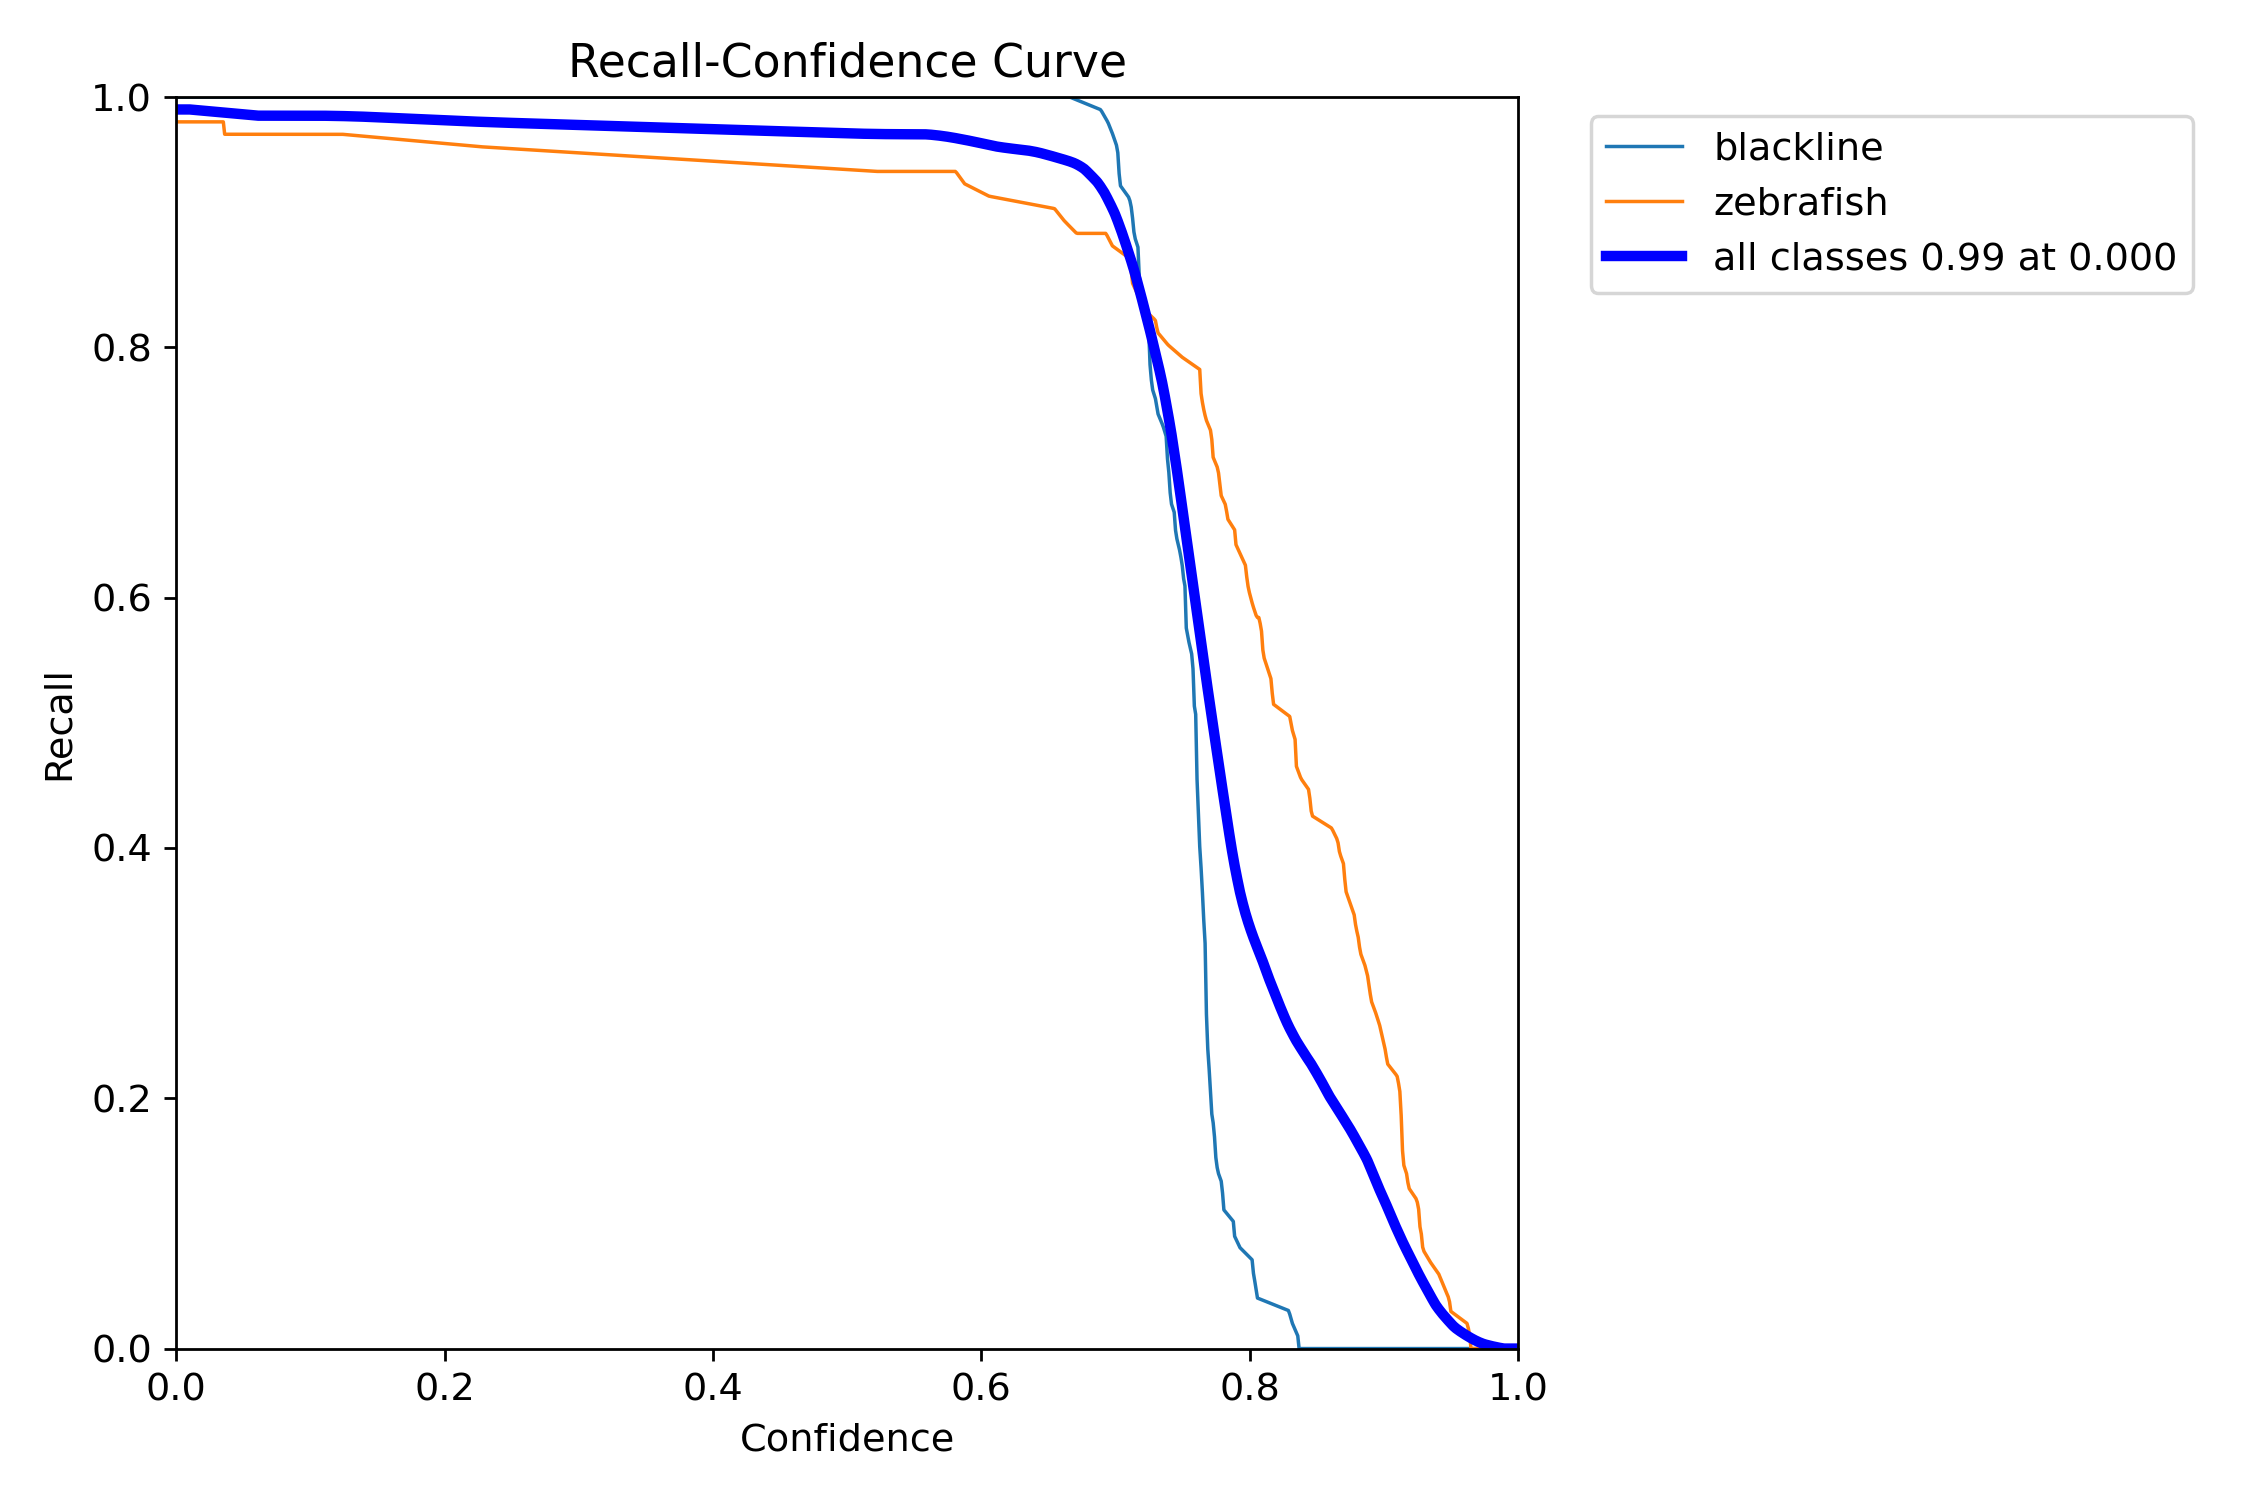 Recall-Confidence Curve
1.0
0.8
0.6
0.4
0.2
0.0
Recall
0.0 0.2 0.4 0.6 0.8 1.0
Confidence
blackline
zebrafish
all classes 0.99 at 0.000